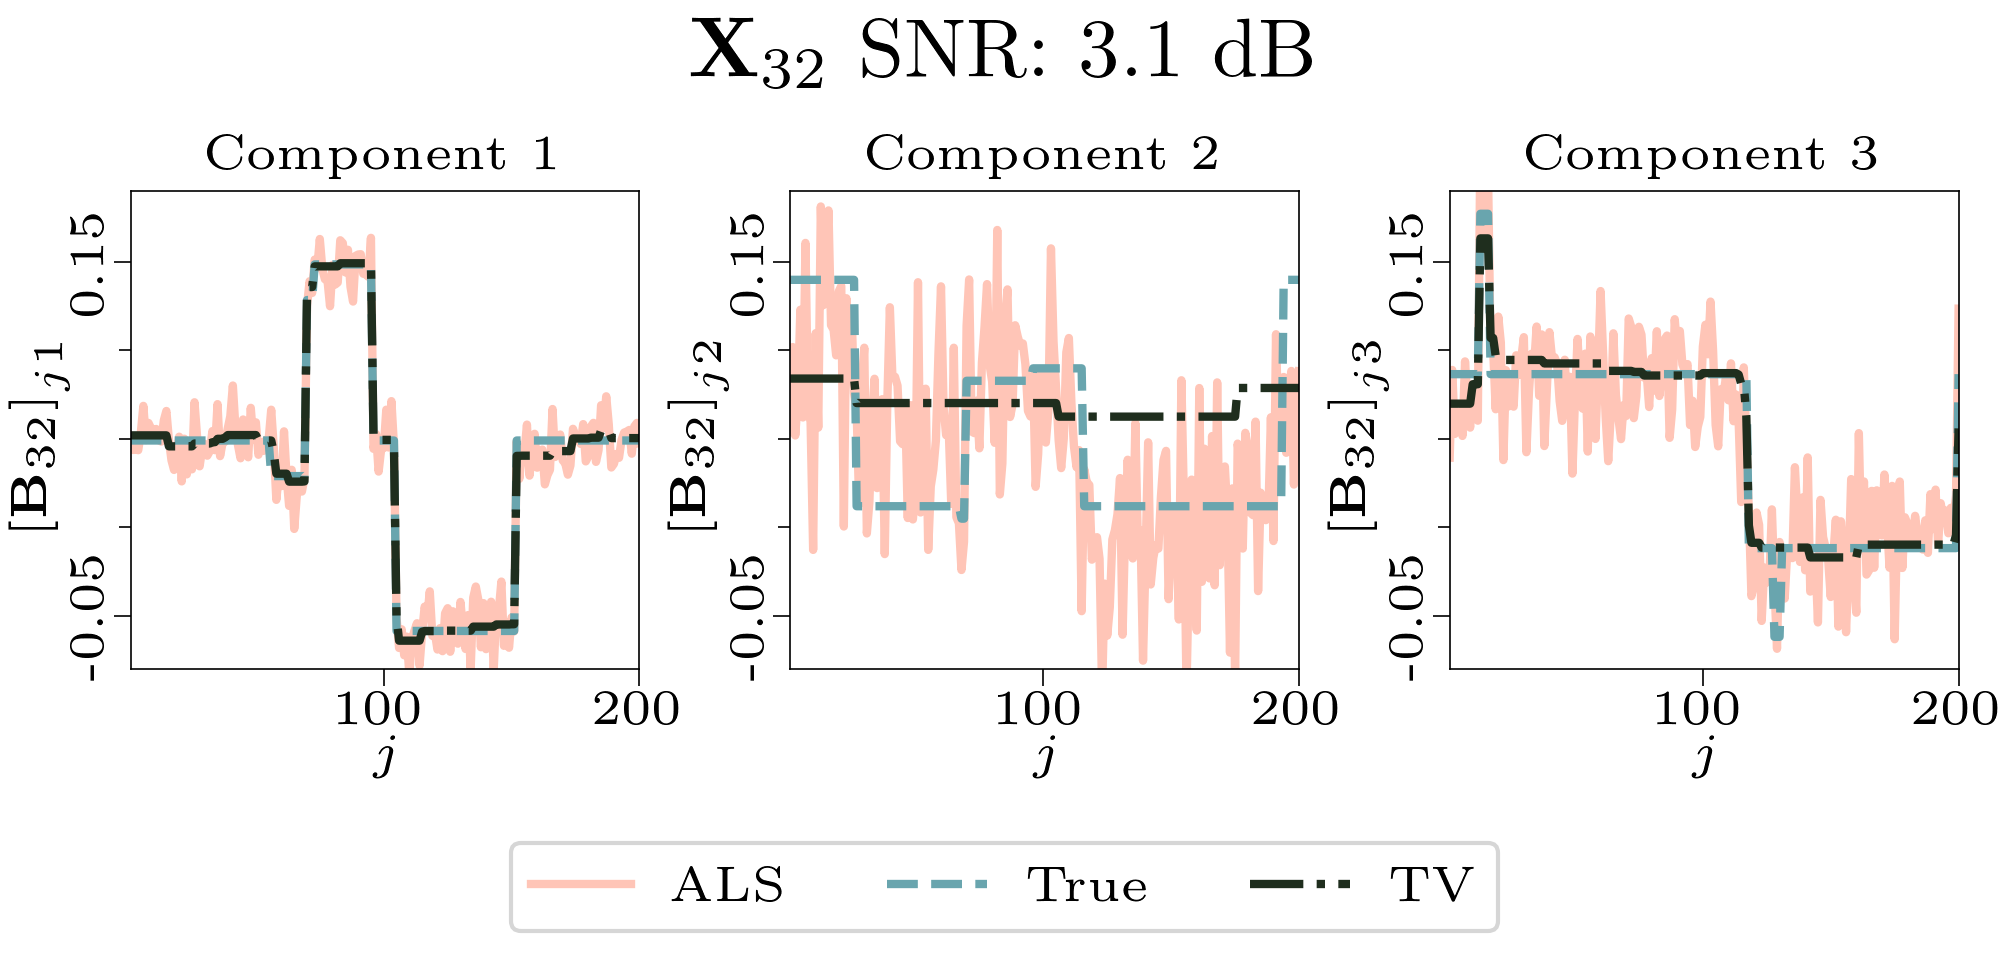 X32 SNR: 3.1 dB
Component 1
Component 2
Component 3
[B32]j1
0.15
-0.05
100
200
j
[B32]j2
0.15
-0.05
100
200
j
[B32]j3
0.15
-0.05
100
200
j
ALS
True
TV